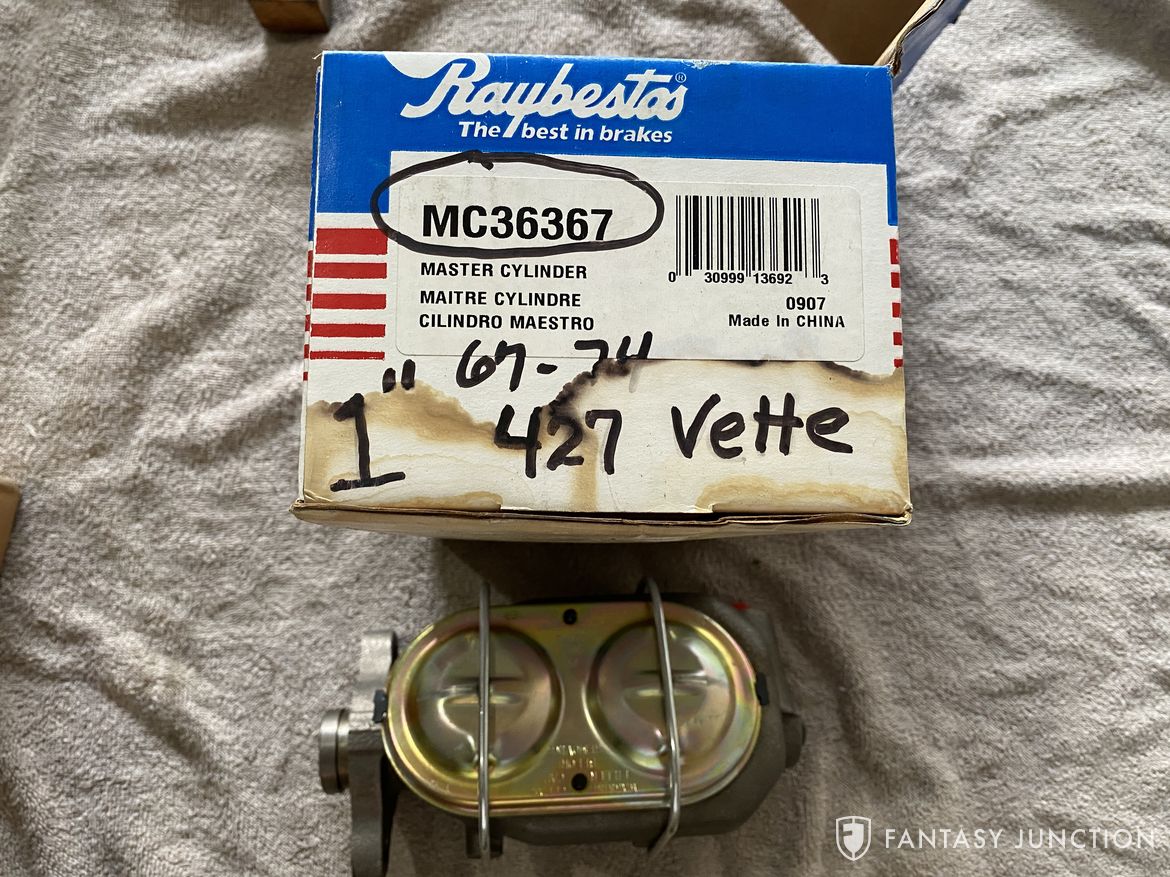 Raybestos®
The best in brakes
MC36367
MASTER CYLINDER
MAITRE CYLINDRE
CILINDRO MAESTRO
0 30999 13692 3
0907
Made In CHINA
67-74
1" 427 Vette
FANTASY JUNCTION